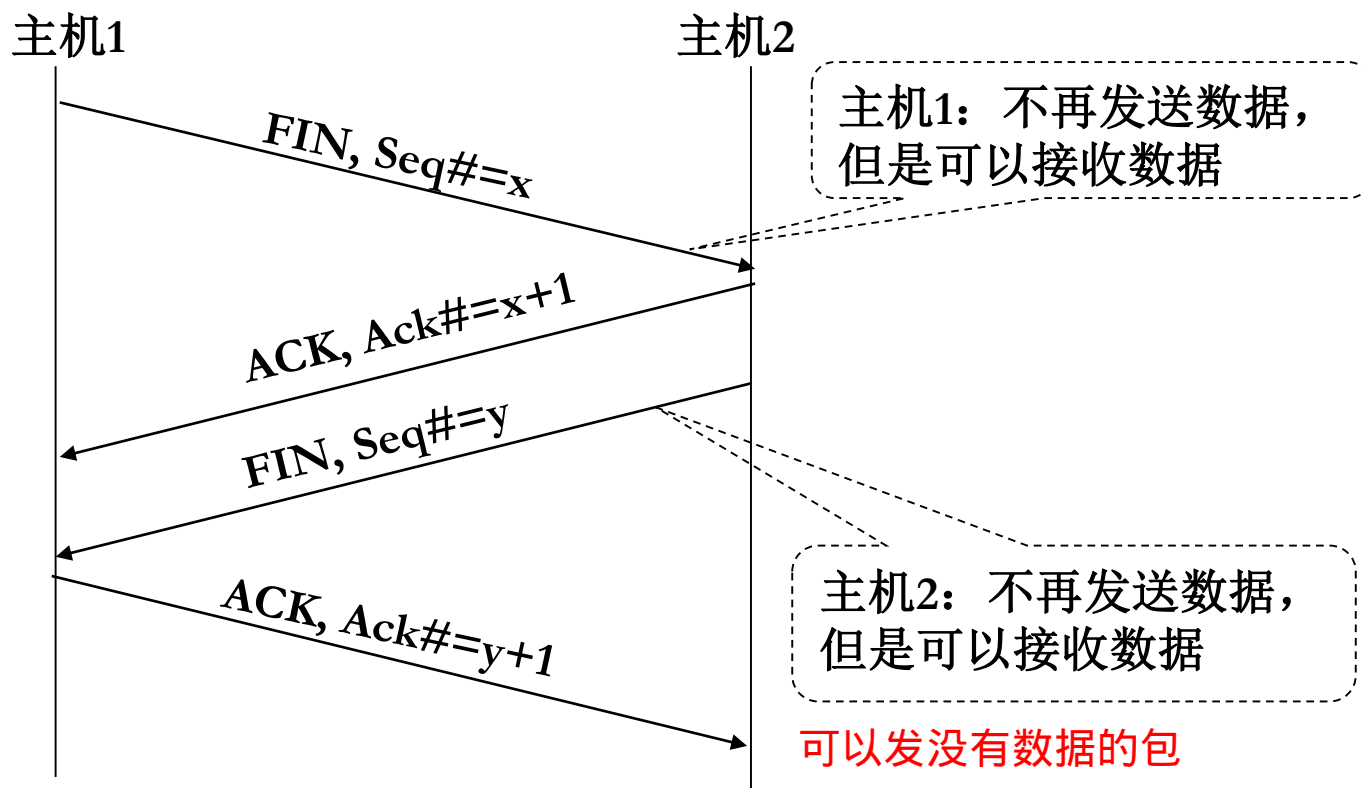 主机1
主机2
主机1：不再发送数据，
但是可以接收数据
FIN, Seq#=x
ACK, Ack#=x+1
FIN, Seq#=y
主机2：不再发送数据，
但是可以接收数据
ACK, Ack#=y+1
可以发没有数据的包